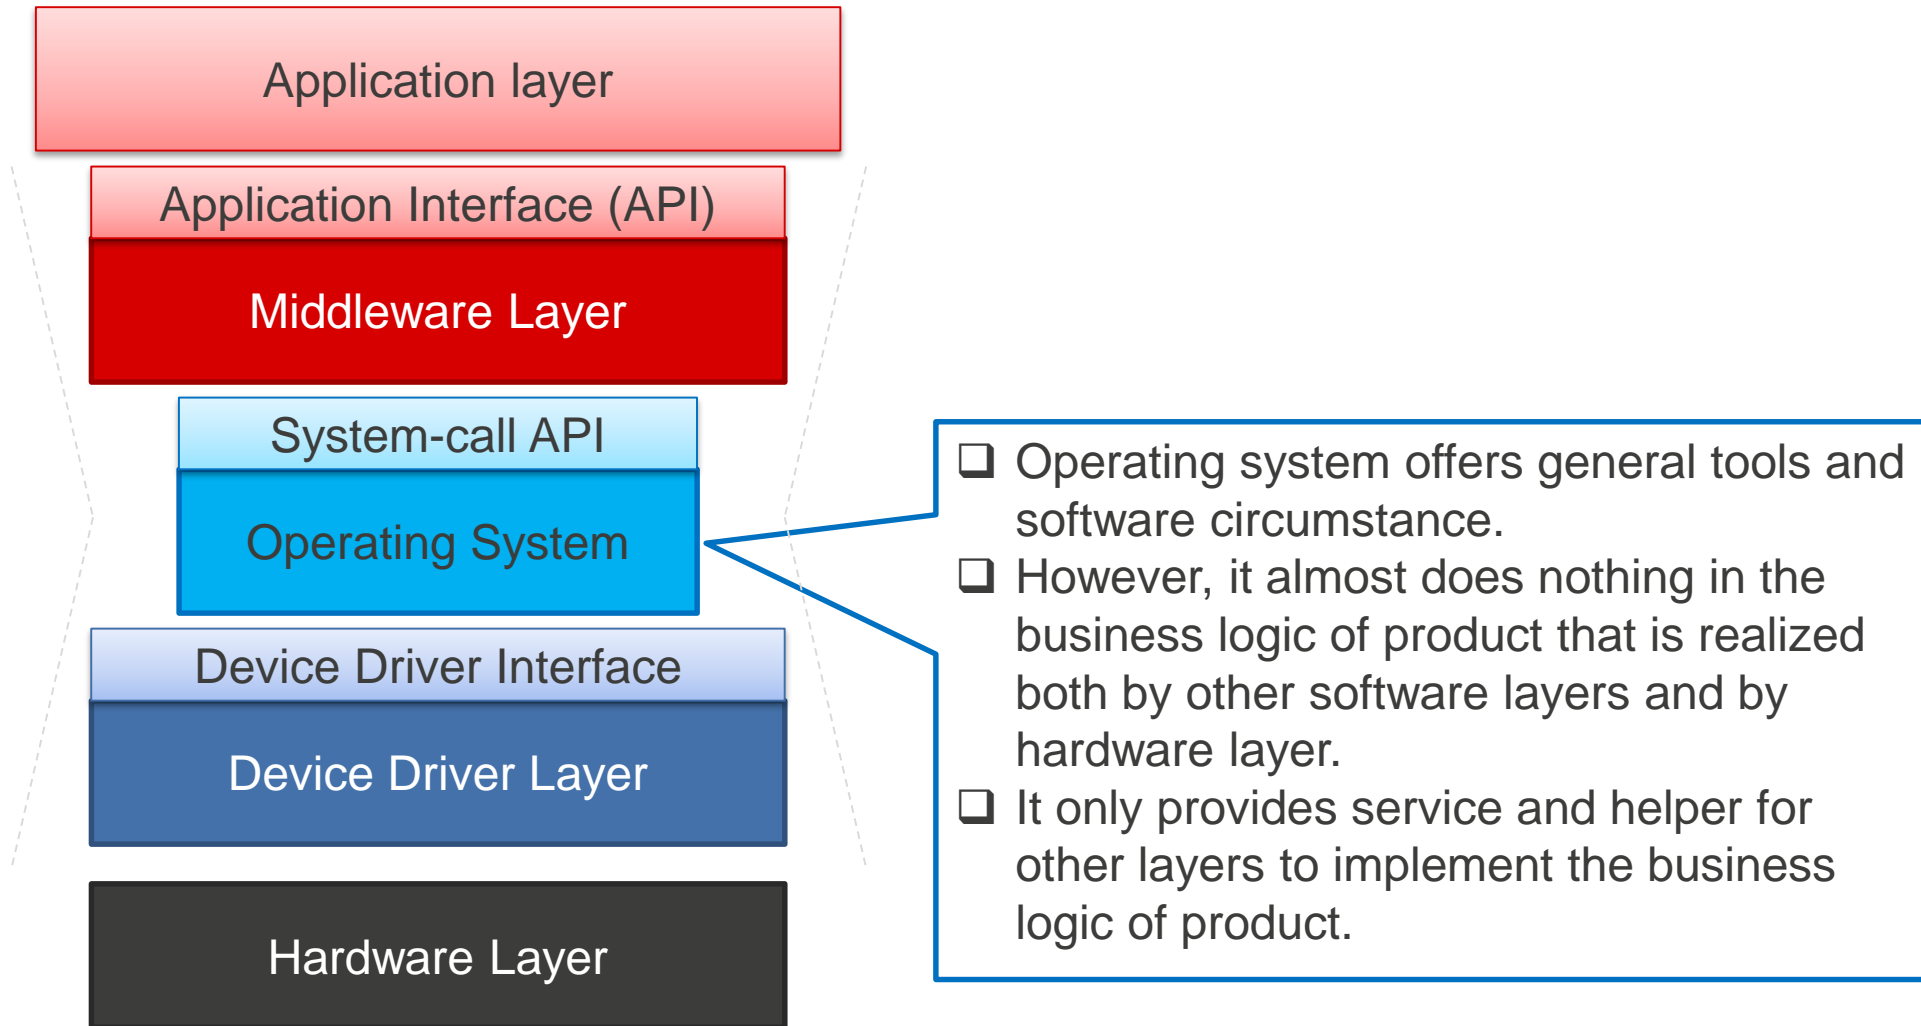 Application layer
Application Interface (API)
Middleware Layer
System-call API
Operating System
Device Driver Interface
Device Driver Layer
Hardware Layer
❑ Operating system offers general tools and
software circumstance.
❑ However, it almost does nothing in the
business logic of product that is realized
both by other software layers and by
hardware layer.
❑ It only provides service and helper for
other layers to implement the business
logic of product.